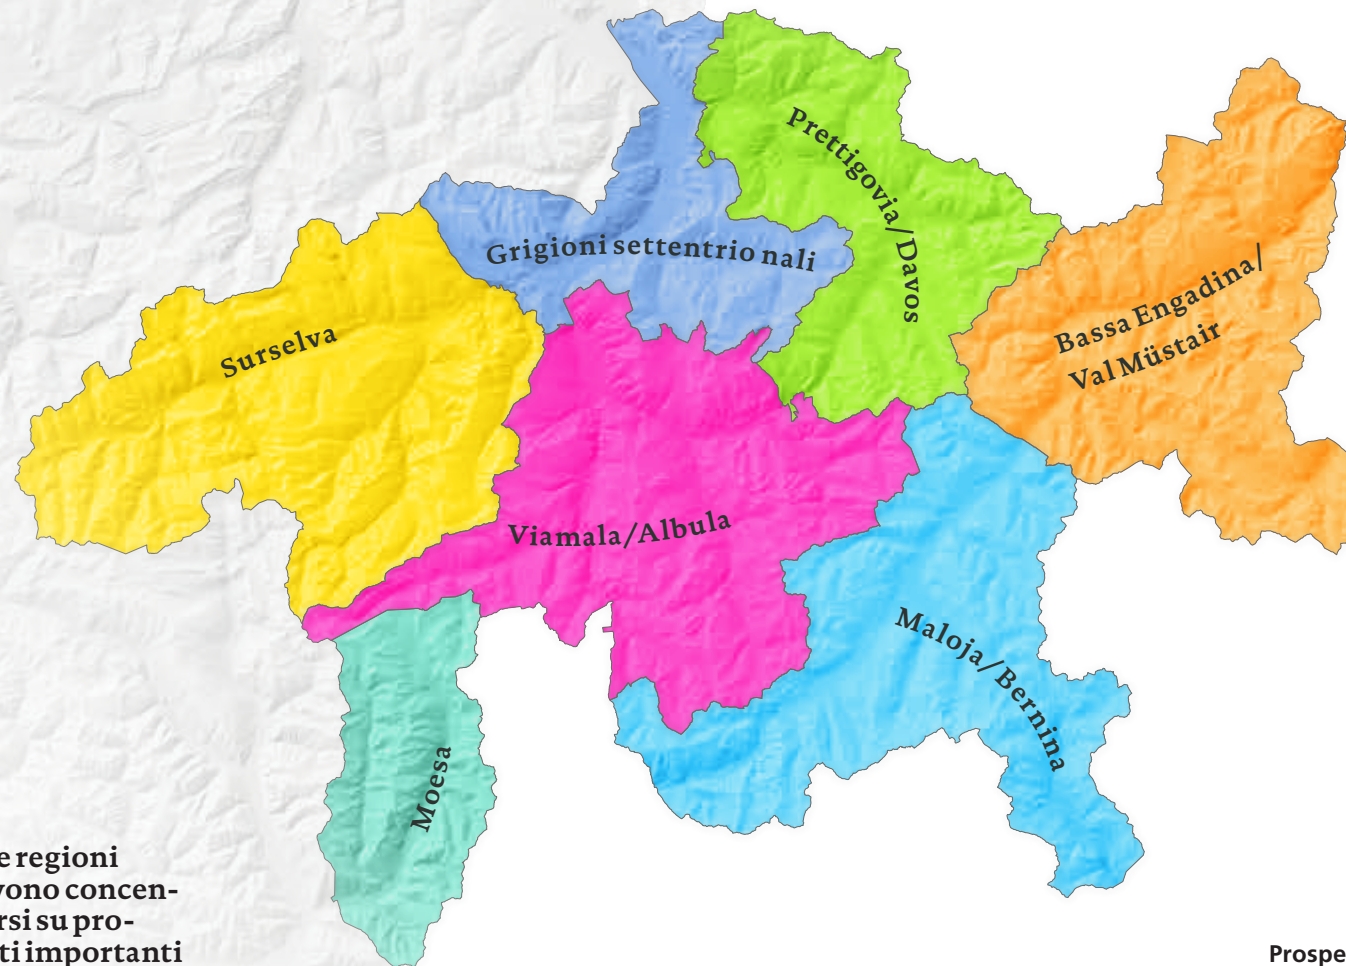 Prettigovia/Davos
Grigioni settentrio nali
Bassa Engadina/
Val Müstair
Surselva
Viamala/Albula
Maloja/Bernina
Moesa
e regioni
vono concen-
rsi su pro-
ti importanti
Prospe